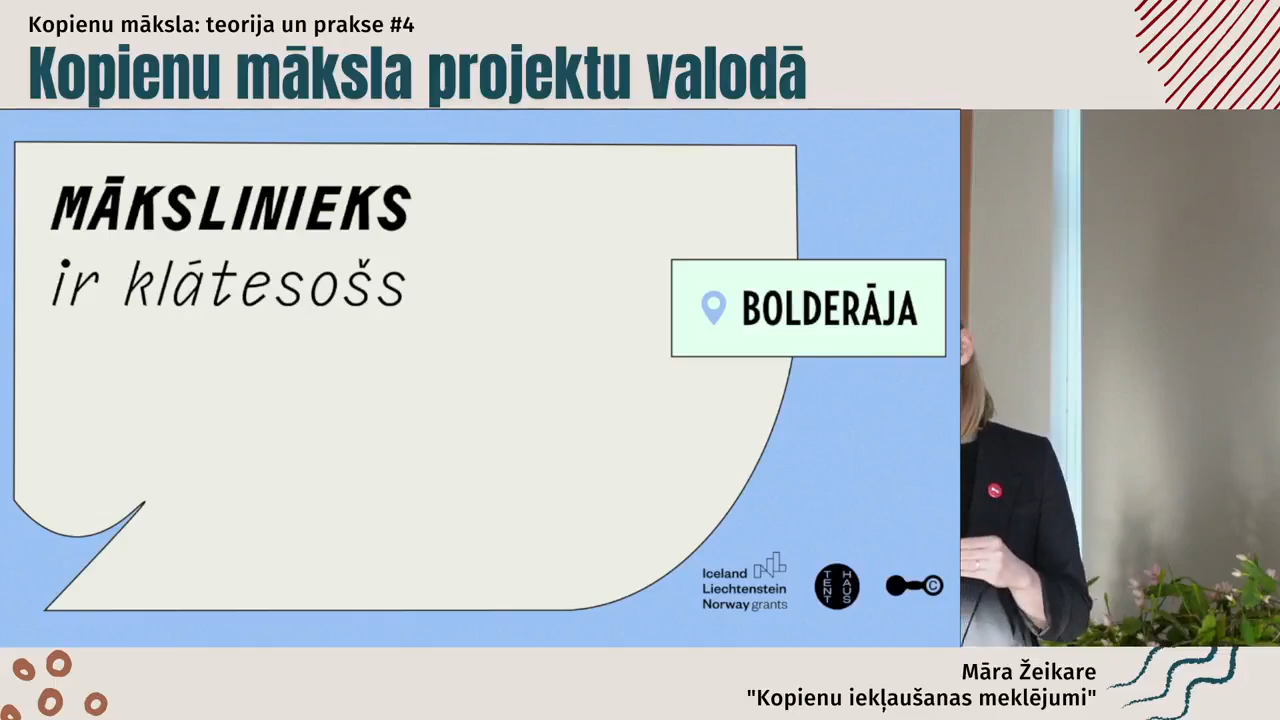 Kopienu māksla: teorija un prakse #4
Kopienu māksla projektu valodā
MĀKSLINIEKS
ir klātesošs
BOLDERĀJA
Iceland
Liechtenstein
Norway grants
TENT HAUS
©
Māra Žeikare
"Kopienu iekļaušanas meklējumi"